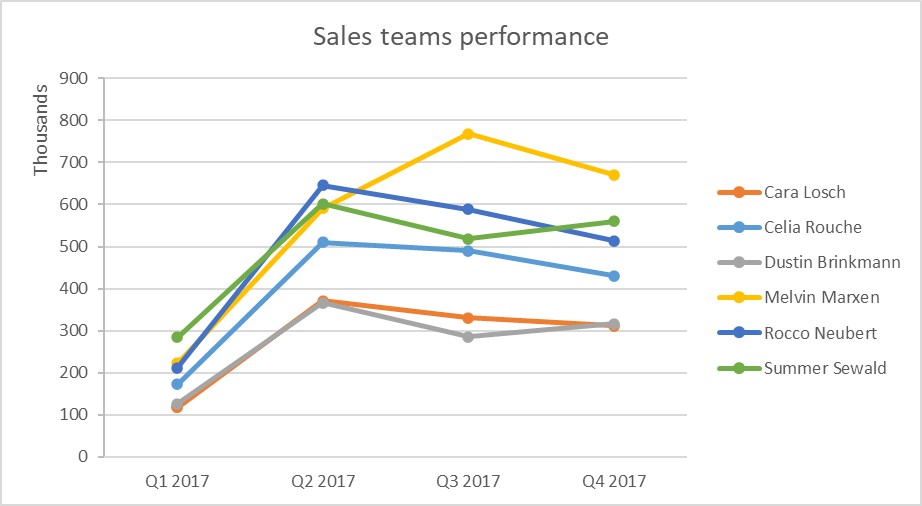 Sales teams performance
Thousands
900
800
700
600
500
400
300
200
100
0
Q1 2017 Q2 2017 Q3 2017 Q4 2017
Cara Losch
Celia Rouche
Dustin Brinkmann
Melvin Marxen
Rocco Neubert
Summer Sewald